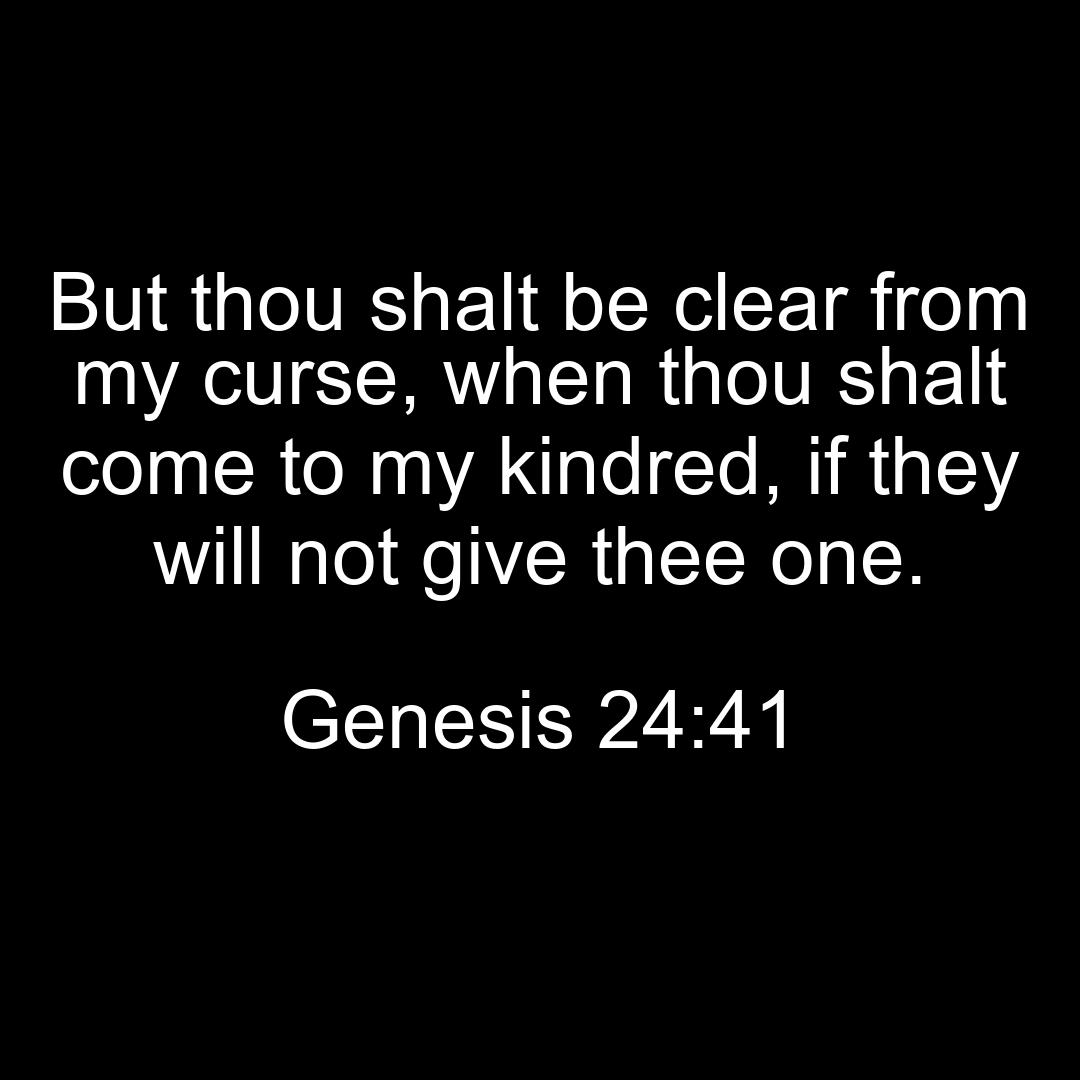 But thou shalt be clear from
my curse, when thou shalt
come to my kindred, if they
will not give thee one.
Genesis 24:41